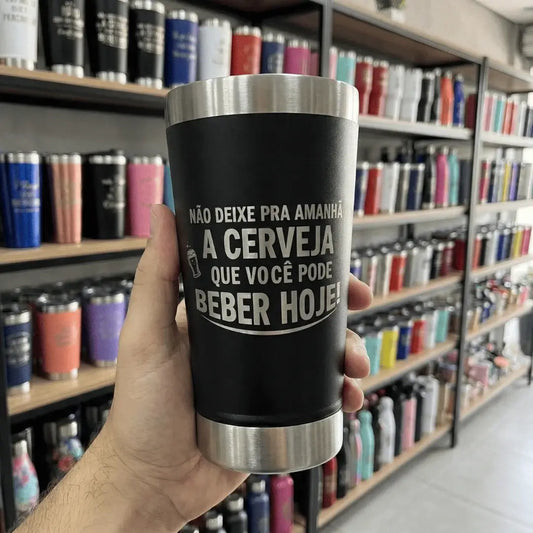 NÃO DEIXE PRA AMANHÃ
A CERVEJA
QUE VOCÊ PODE
BEBER HOJE!